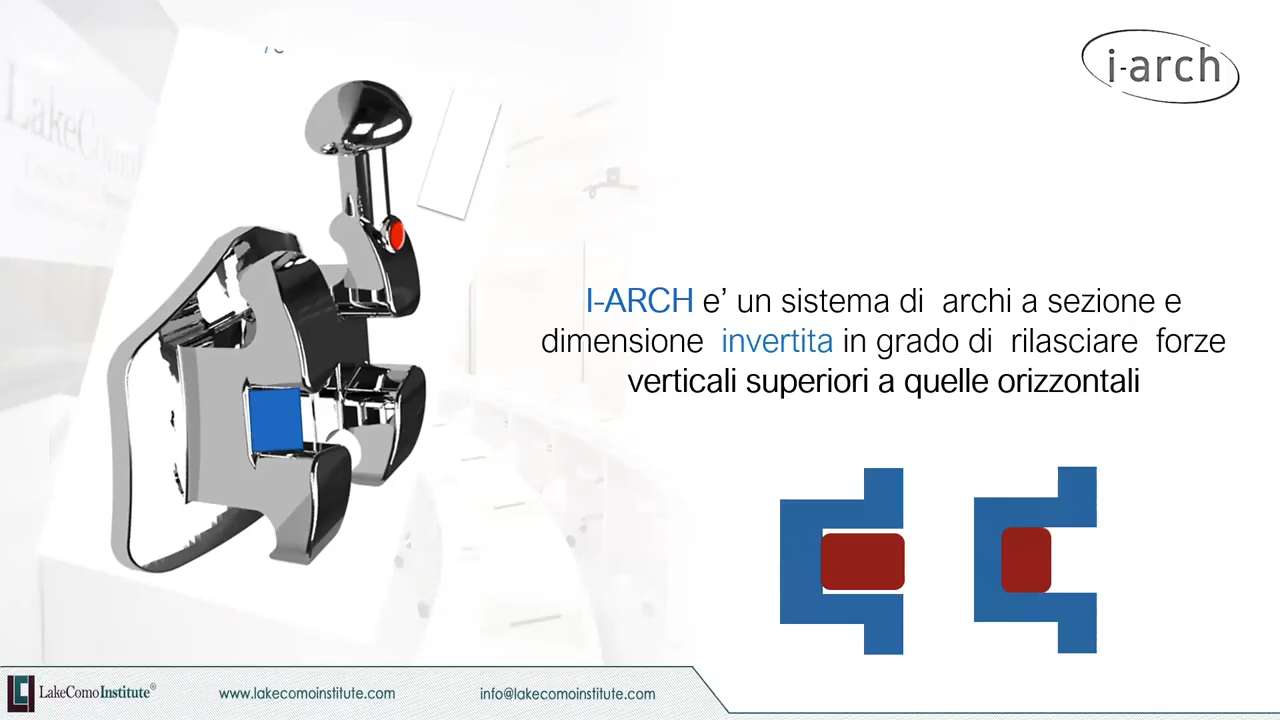 i-arch
LakeComo
I-ARCH e’ un sistema di archi a sezione e
dimensione invertita in grado di rilasciare forze
verticali superiori a quelle orizzontali
LakeComoInstitute®
www.lakecomoinstitute.com
info@lakecomoinstitute.com